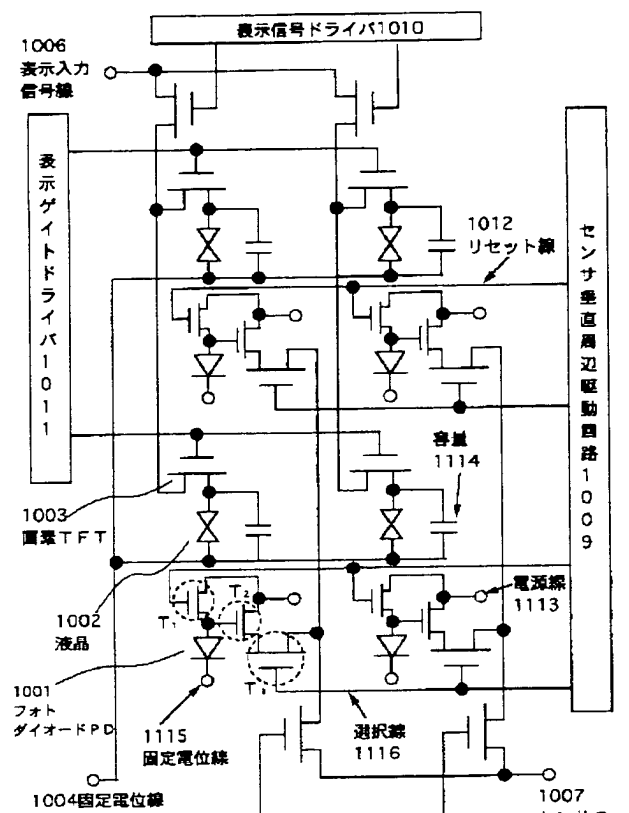 表示信号ドライバ1010
1006
表示入力
信号線
表示ゲイトドライバ1011
1012
リセット線
センサ垂直周辺駆動回路1009
容量
1114
1003
画素TFT
1002
液晶
T₁
T₂
電源線
1113
1001
フォト
ダイオードPD
1115
固定電位線
選択線
1116
1004固定電位線
1007